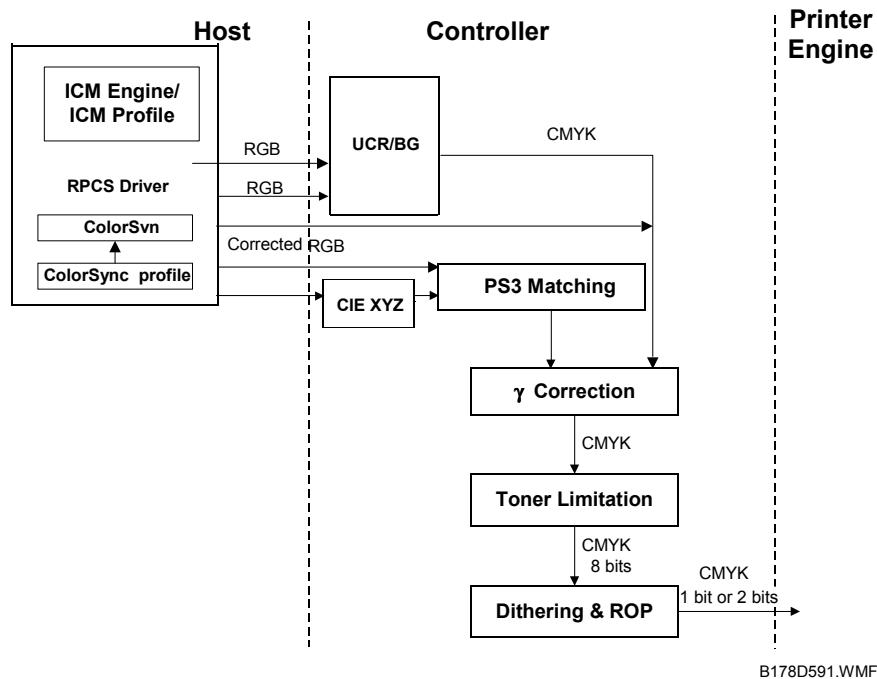 Host
Controller
Printer
Engine
ICM Engine/
ICM Profile
RGB
UCR/BG
CMYK
RPCS Driver
RGB
ColorSvn
Corrected RGB
ColorSync profile
PS3 Matching
CIE XYZ
γ Correction
CMYK
Toner Limitation
CMYK
8 bits
CMYK
1 bit or 2 bits
Dithering & ROP
B178D591.WMF